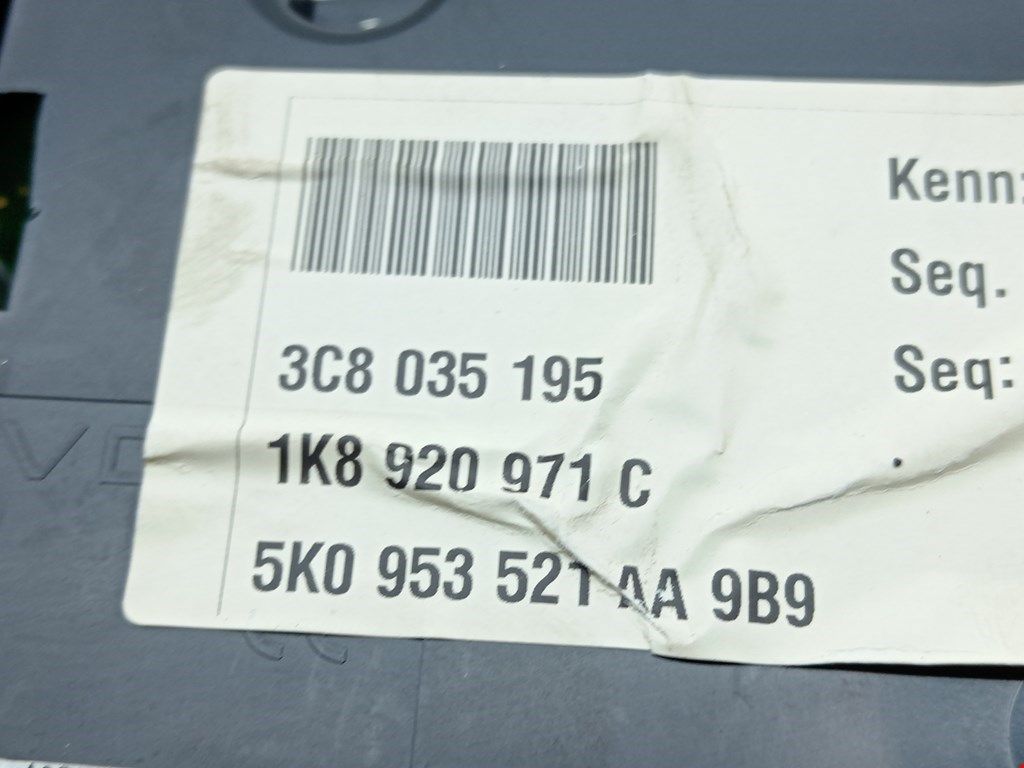 3C8 035 195
1K8 920 971 C
5K0 953 521 AA 9B9
Kenn:
Seq.
Seq: